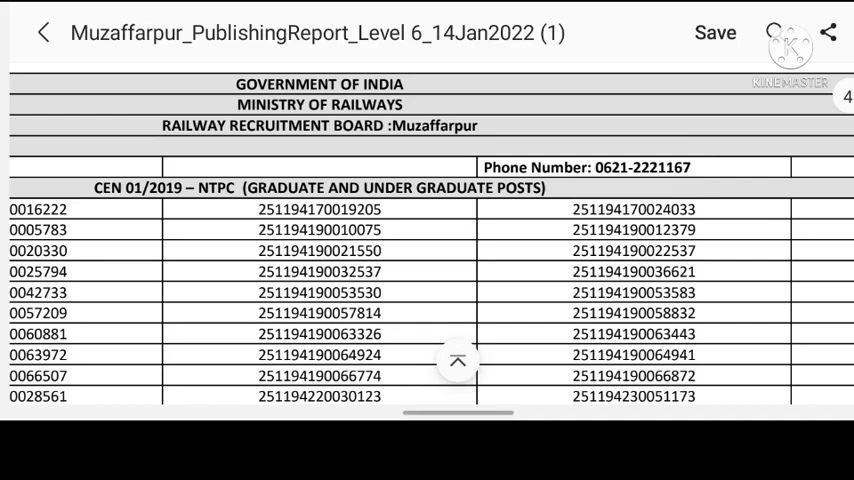 Muzaffarpur_PublishingReport_Level 6_14Jan2022 (1) Save
K
KINEMASTER
4
GOVERNMENT OF INDIA
MINISTRY OF RAILWAYS
RAILWAY RECRUITMENT BOARD :Muzaffarpur
Phone Number: 0621-2221167
CEN 01/2019 – NTPC (GRADUATE AND UNDER GRADUATE POSTS)
0016222 251194170019205 251194170024033
0005783 251194190010075 251194190012379
0020330 251194190021550 251194190022537
0025794 251194190032537 251194190036621
0042733 251194190053530 251194190053583
0057209 251194190057814 251194190058832
0060881 251194190063326 251194190063443
0063972 251194190064924 251194190064941
0066507 251194190066774 251194190066872
0028561 251194220030123 251194230051173